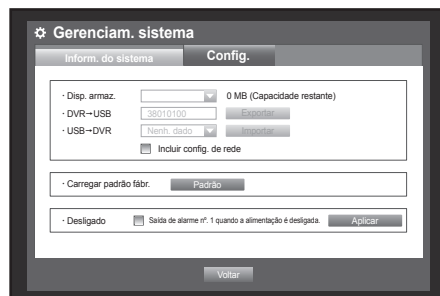 Gerenciam. sistema
Inform. do sistema Config.
· Disp. armaz. 0 MB (Capacidade restante)
· DVR→USB 38010100 Exportar
· USB→DVR Nenh. dado Importar
Incluir config. de rede
· Carregar padrão fábr. Padrão
· Desligado Saída de alarme nº. 1 quando a alimentação é desligada. Aplicar
Voltar